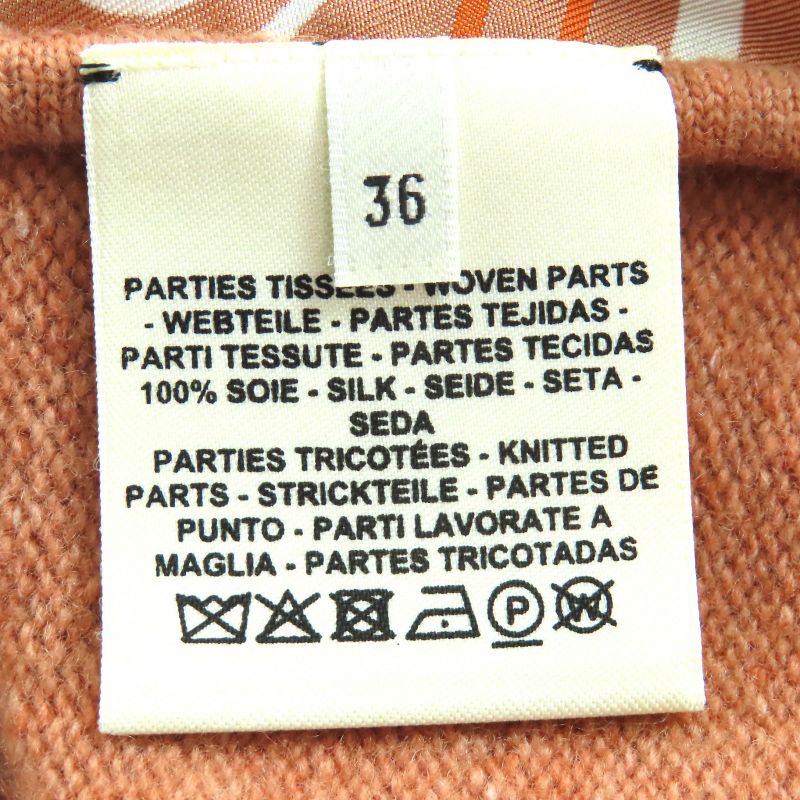 36
PARTIES TISSÉES - WOVEN PARTS
- WEBTEILE - PARTES TEJIDAS -
PARTI TESSUTE - PARTES TECIDAS
100% SOIE - SILK - SEIDE - SETA -
SEDA
PARTIES TRICOTÉES - KNITTED
PARTS - STRICKTEILE - PARTES DE
PUNTO - PARTI LAVORATE A
MAGLIA - PARTES TRICOTADAS
P W